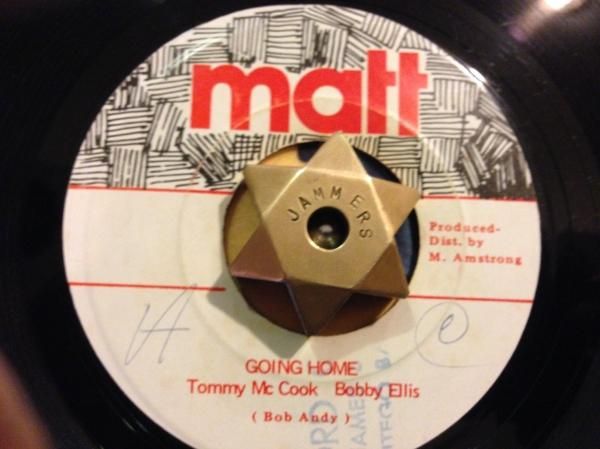 matt
JAMMERS
Produced-
Dist. by
M. Amstrong
A
GOING HOME
Tommy Mc Cook Bobby Ellis
( Bob Andy )